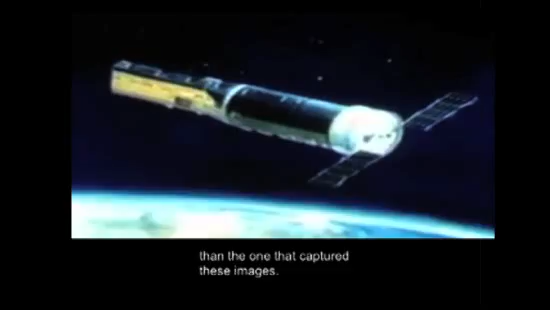 than the one that captured
these images.